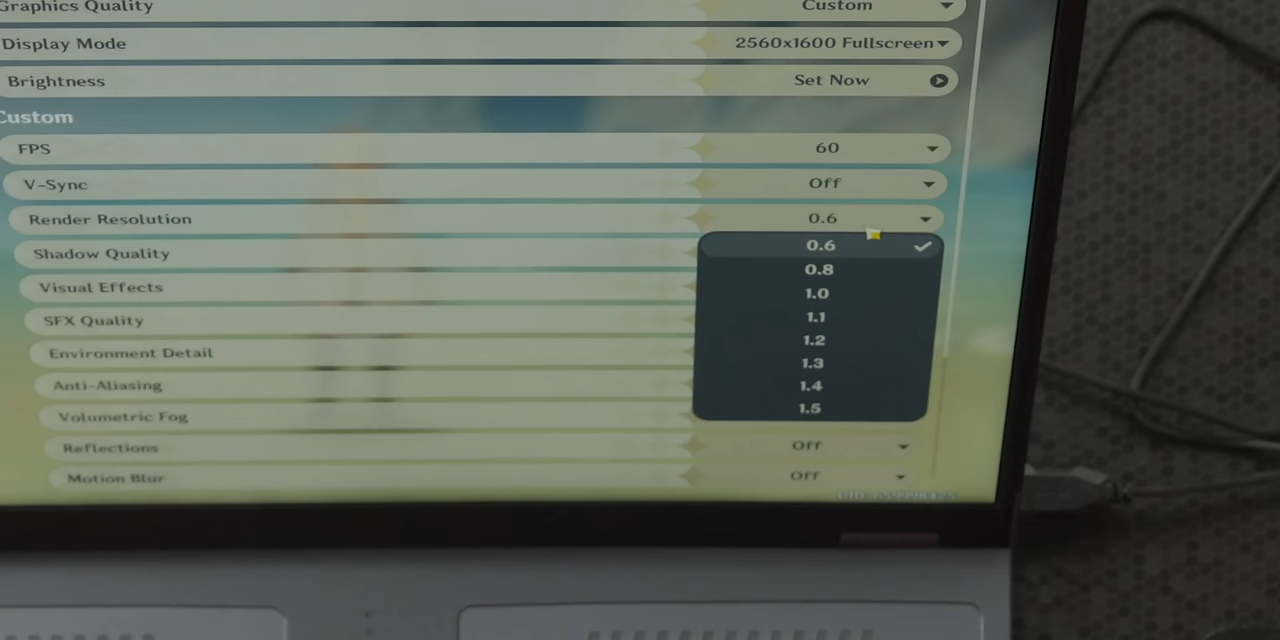 Graphics Quality Custom
Display Mode 2560x1600 Fullscreen
Brightness Set Now
Custom
FPS 60
V-Sync Off
Render Resolution 0.6
Shadow Quality 0.6
0.8
Visual Effects 1.0
SFX Quality 1.1
1.2
Environment Detail 1.3
Anti-Aliasing 1.4
Volumetric Fog 1.5
Reflections Off
Motion Blur Off